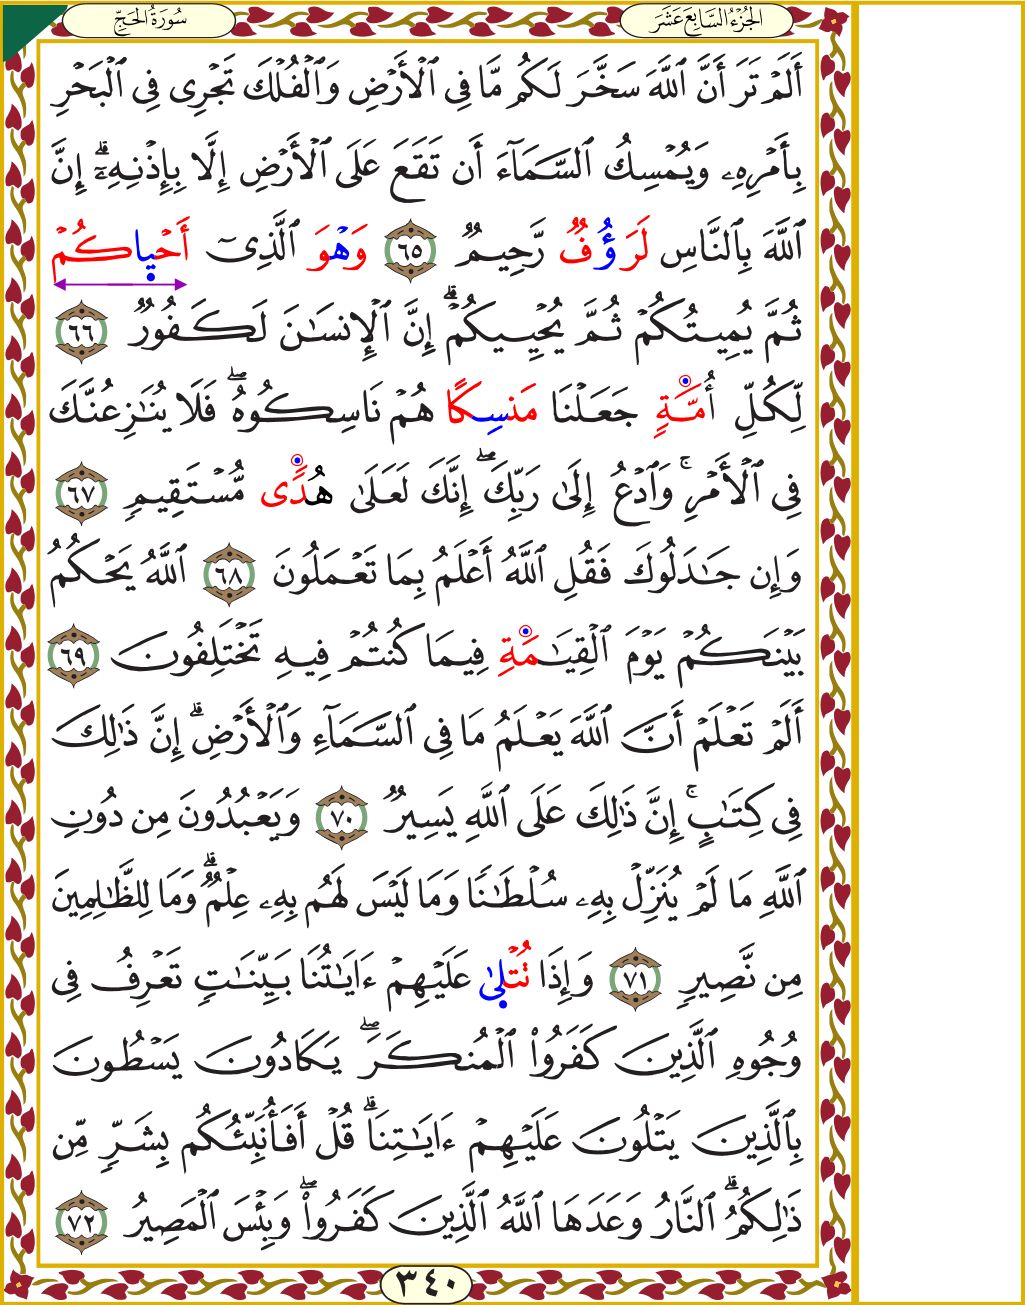 الجُزْءُ السَّابِعَ عَشَرَ
سُورَةُ الحَجِّ
أَلَمْ تَرَ أَنَّ ٱللَّهَ سَخَّرَ لَكُم مَّا فِى ٱلْأَرْضِ وَٱلْفُلْكَ تَجْرِى فِى ٱلْبَحْرِ
بِأَمْرِهِۦ وَيُمْسِكُ ٱلسَّمَآءَ أَن تَقَعَ عَلَى ٱلْأَرْضِ إِلَّا بِإِذْنِهِۦٓ ۗ إِنَّ
ٱللَّهَ بِٱلنَّاسِ لَرَؤُفٌ رَّحِيمٌ ٦٥ وَهْوَ ٱلَّذِىٓ أَحْيِاكُمْ
ثُمَّ يُمِيتُكُمْ ثُمَّ يُحْيِيكُمْ ۗ إِنَّ ٱلْإِنسَٰنَ لَكَفُورٌ ٦٦
لِّكُلِّ أُمَّةٍ جَعَلْنَا مَنسِكًا هُمْ نَاسِكُوهُ ۖ فَلَا يُنَٰزِعُنَّكَ
فِى ٱلْأَمْرِ ۚ وَٱدْعُ إِلَىٰ رَبِّكَ ۖ إِنَّكَ لَعَلَىٰ هُدًى مُّسْتَقِيمٍ ٦٧
وَإِن جَٰدَلُوكَ فَقُلِ ٱللَّهُ أَعْلَمُ بِمَا تَعْمَلُونَ ٦٨ ٱللَّهُ يَحْكُمُ
بَيْنَكُمْ يَوْمَ ٱلْقِيَٰمَةِ فِيمَا كُنتُمْ فِيهِ تَخْتَلِفُونَ ٦٩
أَلَمْ تَعْلَمْ أَنَّ ٱللَّهَ يَعْلَمُ مَا فِى ٱلسَّمَآءِ وَٱلْأَرْضِ ۗ إِنَّ ذَٰلِكَ
فِى كِتَٰبٍ ۚ إِنَّ ذَٰلِكَ عَلَى ٱللَّهِ يَسِيرٌ ٧٠ وَيَعْبُدُونَ مِن دُونِ
ٱللَّهِ مَا لَمْ يُنَزِّلْ بِهِۦ سُلْطَٰنًا وَمَا لَيْسَ لَهُم بِهِۦ عِلْمٌ ۗ وَمَا لِلظَّٰلِمِينَ
مِن نَّصِيرٍ ٧١ وَإِذَا تُتْلِىٰ عَلَيْهِمْ ءَايَٰتُنَا بَيِّنَٰتٍ تَعْرِفُ فِى
وُجُوهِ ٱلَّذِينَ كَفَرُوا۟ ٱلْمُنكَرَ ۖ يَكَادُونَ يَسْطُونَ
بِٱلَّذِينَ يَتْلُونَ عَلَيْهِمْ ءَايَٰتِنَا ۗ قُلْ أَفَأُنَبِّئُكُم بِشَرٍّ مِّن
ذَٰلِكُمُ ۗ ٱلنَّارُ وَعَدَهَا ٱللَّهُ ٱلَّذِينَ كَفَرُوا۟ ۖ وَبِئْسَ ٱلْمَصِيرُ ٧٢
٣٤٠